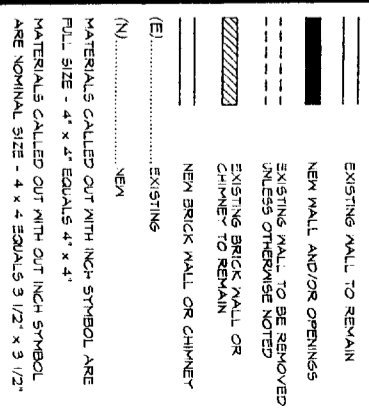 EXISTING WALL TO REMAIN
NEW WALL AND/OR OPENINGS
EXISTING WALL TO BE REMOVED
UNLESS OTHERWISE NOTED
EXISTING BRICK WALL OR
CHIMNEY TO REMAIN
NEW BRICK WALL OR CHIMNEY
(E)..............EXISTING
(N)..............NEW
MATERIALS CALLED OUT WITH INCH SYMBOL ARE
FULL SIZE - 4" x 4" EQUALS 4" x 4"
MATERIALS CALLED OUT WITH OUT INCH SYMBOL
ARE NOMINAL SIZE - 4 x 4 EQUALS 3 1/2" x 3 1/2"